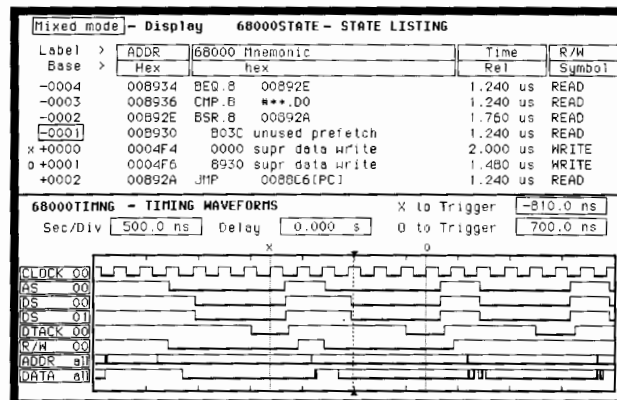 Mixed mode - Display 68000STATE - STATE LISTING
Label > ADDR 68000 Mnemonic Time R/W
Base > Hex hex Rel Symbol
-0004 008934 BEQ.B 00892E 1.240 us READ
-0003 008936 CMP.B #**.D0 1.240 us READ
-0002 00892E BSR.B 00892A 1.760 us READ
-0001 008930 B03C unused prefetch 1.240 us READ
x +0000 0004F4 0000 supr data write 2.000 us WRITE
o +0001 0004F6 8930 supr data write 1.480 us WRITE
+0002 00892A JMP 0088C6[PC] 1.240 us READ
68000TIMNG - TIMING WAVEFORMS X to Trigger -810.0 ns
Sec/Div 500.0 ns Delay 0.000 s O to Trigger 700.0 ns
X O
CLOCK 00
AS 00
DS 00
DS 01
DTACK 00
R/W 00
ADDR all
DATA all